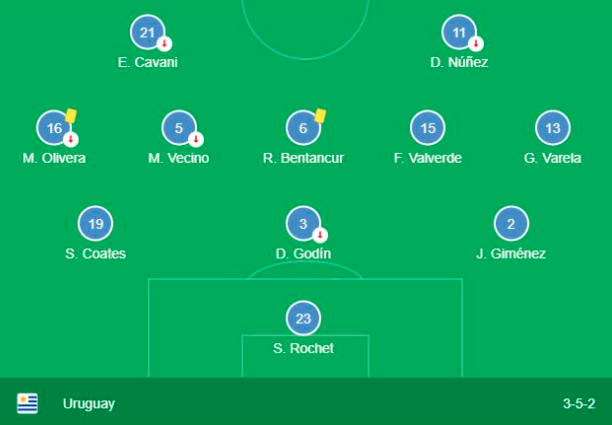 21 11
E. Cavani D. Núñez
16 5 6 15 13
M. Olivera M. Vecino R. Bentancur F. Valverde G. Varela
19 3 2
S. Coates D. Godín J. Giménez
23
S. Rochet
Uruguay 3-5-2